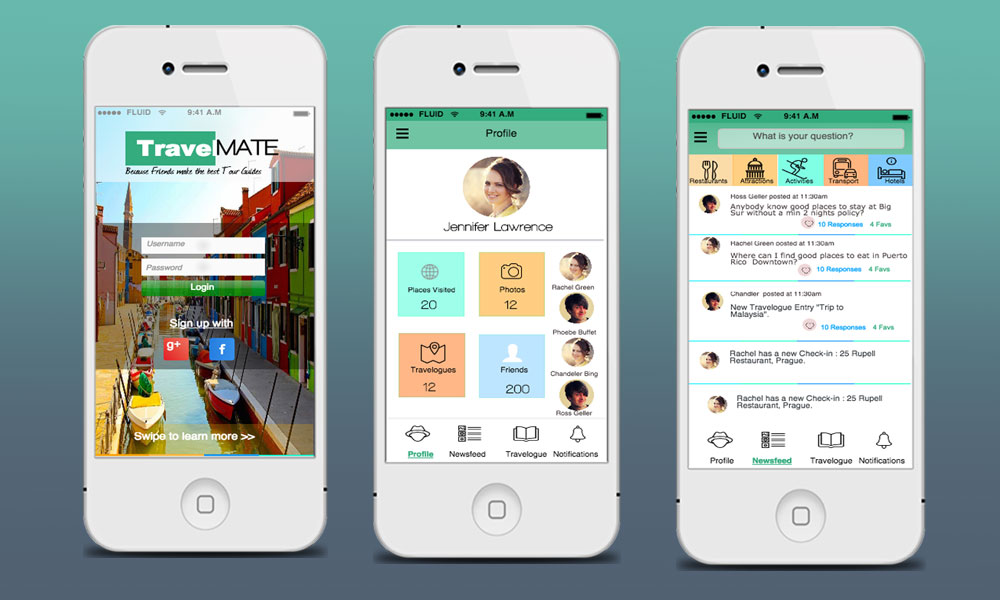 FLUID 9:41 A.M
TravelMATE
Because Friends make the best Tour Guides
Username
Password
Login
Sign up with
g+ f
Swipe to learn more >>
FLUID 9:41 A.M
Profile
Jennifer Lawrence
Places Visited
20
Photos
12
Travelogues
12
Friends
200
Rachel Green
Phoebe Buffet
Chandeler Bing
Ross Geller
Profile Newsfeed Travelogue Notifications
FLUID 9:41 A.M
What is your question?
Restaurants Attractions Activities Transport Hotels
Ross Geller posted at 11:30am
Anybody know good places to stay at Big
Sur without a min 2 nights policy?
10 Responses 4 Favs
Rachel Green posted at 11:30am
Where can I find good places to eat in Puerto
Rico Downtown?
10 Responses 4 Favs
Chandler posted at 11:30am
New Travelogue Entry "Trip to
Malaysia".
10 Responses 4 Favs
Rachel has a new Check-in : 25 Rupell
Restaurant, Prague.
Rachel has a new Check-in : 25 Rupell
Restaurant, Prague.
Profile Newsfeed Travelogue Notifications